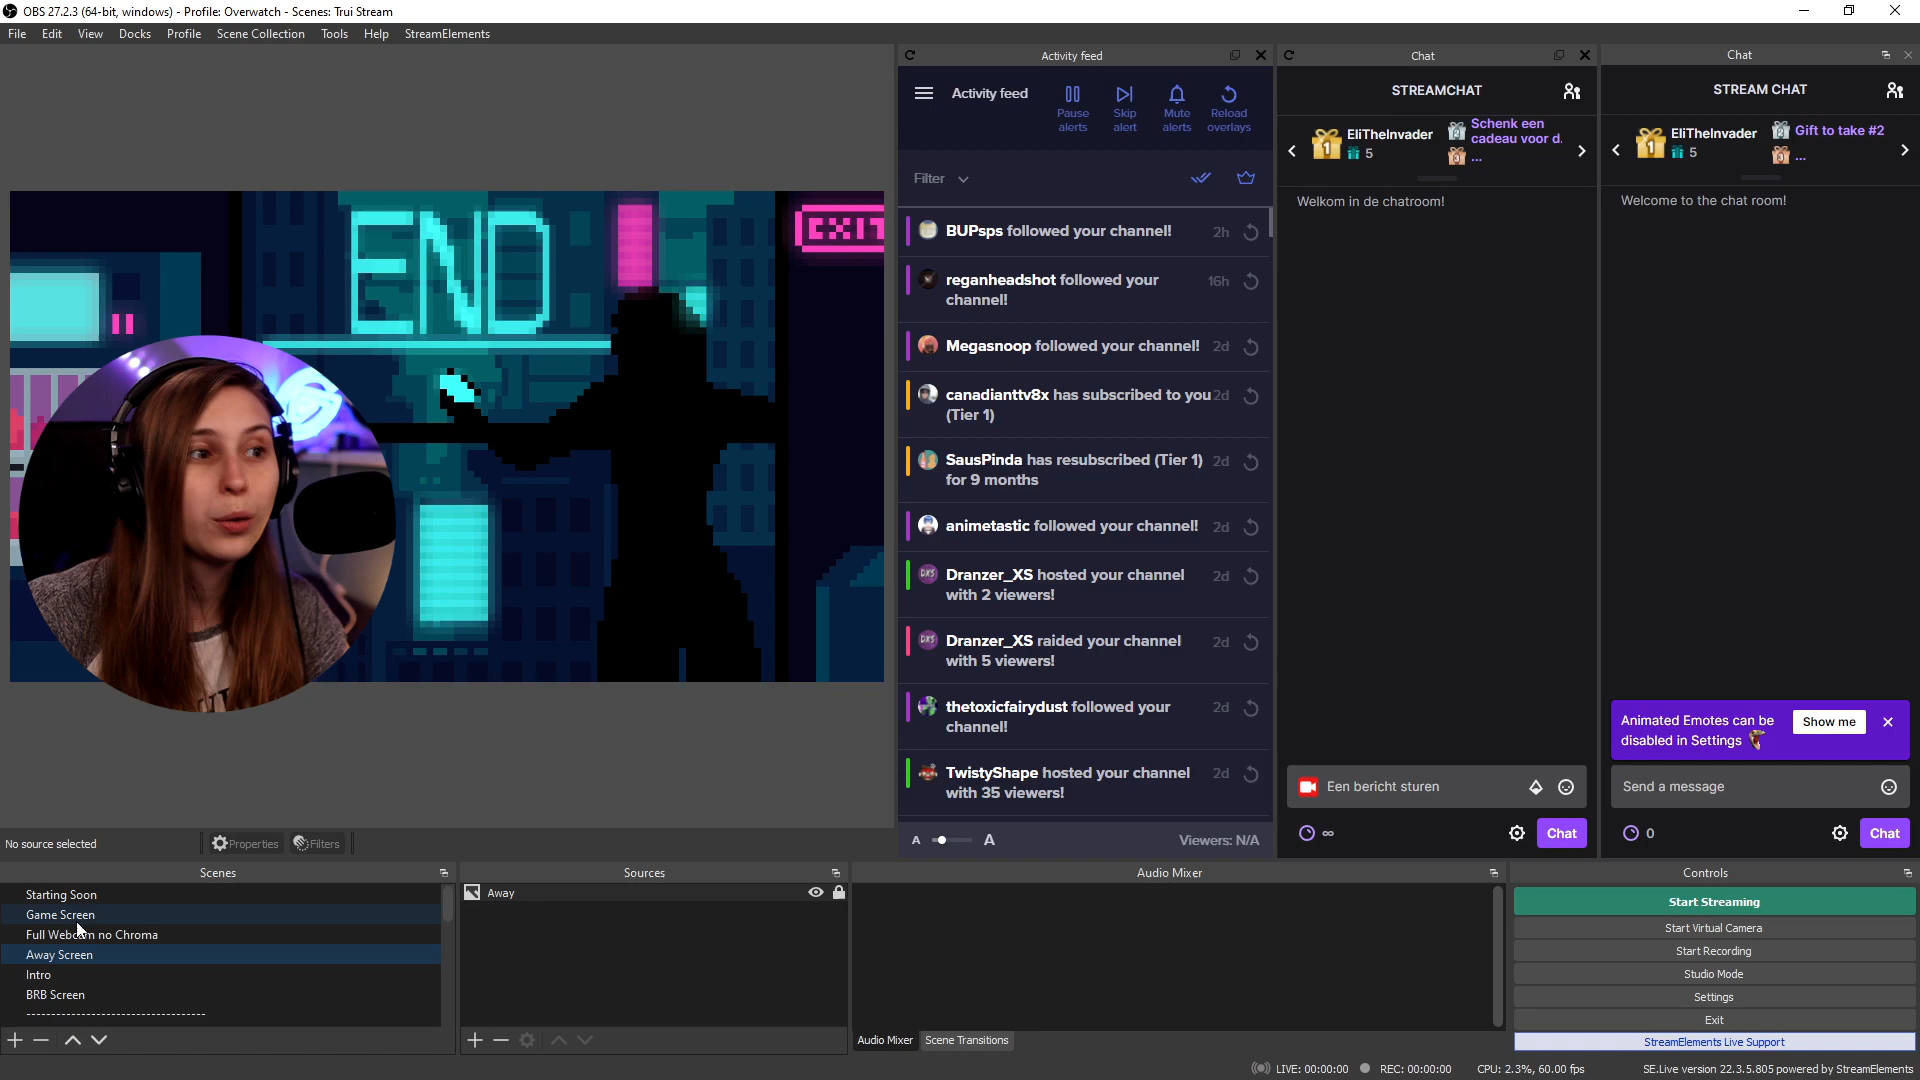 OBS 27.2.3 (64-bit, windows) - Profile: Overwatch - Scenes: Trui Stream
File Edit View Docks Profile Scene Collection Tools Help StreamElements
Activity feed
Activity feed
Pause alerts
Skip alert
Mute alerts
Reload overlays
Filter
BUPsps followed your channel! 2h
reganheadshot followed your 16h
channel!
Megasnoop followed your channel! 2d
canadianttv8x has subscribed to you 2d
(Tier 1)
SausPinda has resubscribed (Tier 1) 2d
for 9 months
animetastic followed your channel! 2d
Dranzer_XS hosted your channel 2d
with 2 viewers!
Dranzer_XS raided your channel 2d
with 5 viewers!
thetoxicfairydust followed your 2d
channel!
TwistyShape hosted your channel 2d
with 35 viewers!
A A Viewers: N/A
Chat
STREAMCHAT
1 EliTheInvader
5
2 Schenk een
cadeau voor d.
3 ...
Welkom in de chatroom!
Een bericht sturen
∞ Chat
Chat
STREAM CHAT
1 EliTheInvader
5
2 Gift to take #2
3 ...
Welcome to the chat room!
Animated Emotes can be
disabled in Settings
Show me
Send a message
0 Chat
END
EXIT
No source selected
Properties Filters
Scenes
Starting Soon
Game Screen
Full Webcam no Chroma
Away Screen
Intro
BRB Screen
------------------------------------
Sources
Away
Audio Mixer
Audio Mixer Scene Transitions
Controls
Start Streaming
Start Virtual Camera
Start Recording
Studio Mode
Settings
Exit
StreamElements Live Support
LIVE: 00:00:00 REC: 00:00:00 CPU: 2.3%, 60.00 fps SE.Live version 22.3.5.805 powered by StreamElements